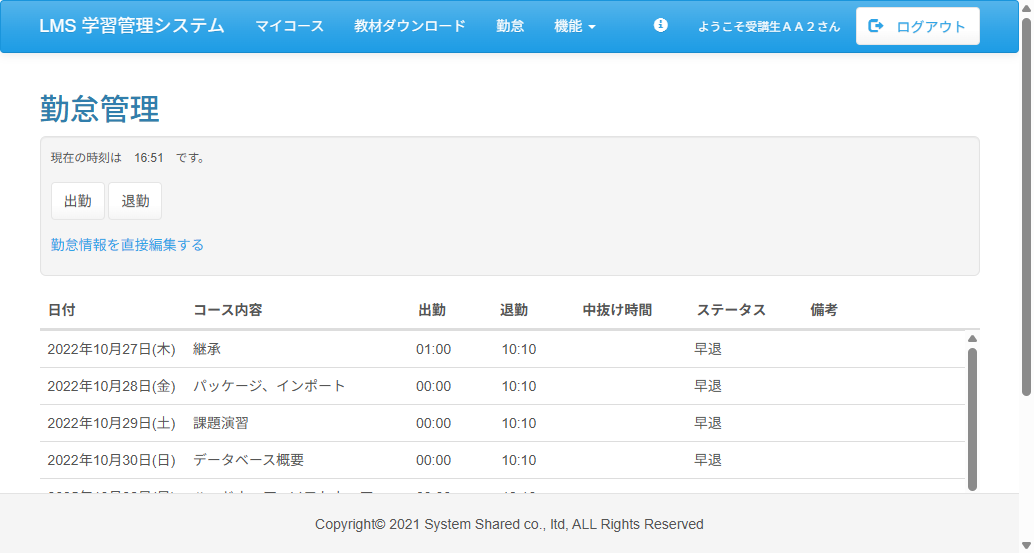 LMS 学習管理システム マイコース 教材ダウンロード 勤怠 機能 ようこそ受講生ＡＡ２さん ログアウト
勤怠管理
現在の時刻は 16:51 です。
出勤 退勤
勤怠情報を直接編集する
日付 コース内容 出勤 退勤 中抜け時間 ステータス 備考
2022年10月27日(木) 継承 01:00 10:10 早退
2022年10月28日(金) パッケージ、インポート 00:00 10:10 早退
2022年10月29日(土) 課題演習 00:00 10:10 早退
2022年10月30日(日) データベース概要 00:00 10:10 早退
Copyright© 2021 System Shared co., ltd, ALL Rights Reserved